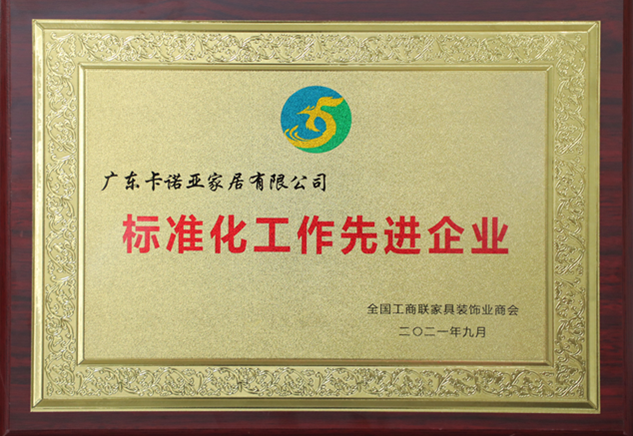 广东卡诺亚家居有限公司
标准化工作先进企业
全国工商联家具装饰业商会
二〇二一年九月